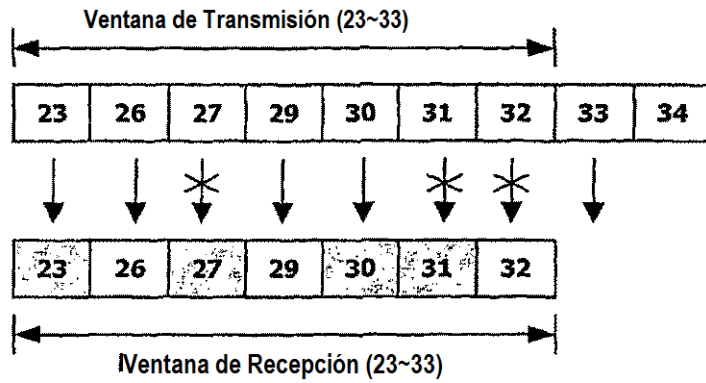 Ventana de Transmisión (23~33)
23 26 27 29 30 31 32 33 34
23 26 27 29 30 31 32
Ventana de Recepción (23~33)